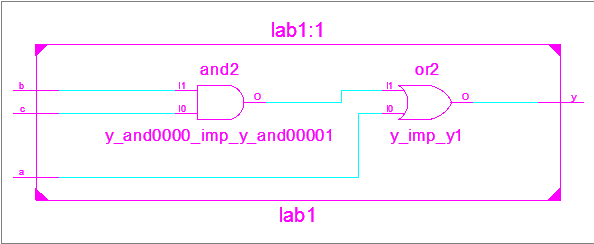 lab1:1
and2
or2
b
I1
O
I1
O
y
c
I0
I0
y_and0000_imp_y_and00001
y_imp_y1
a
lab1